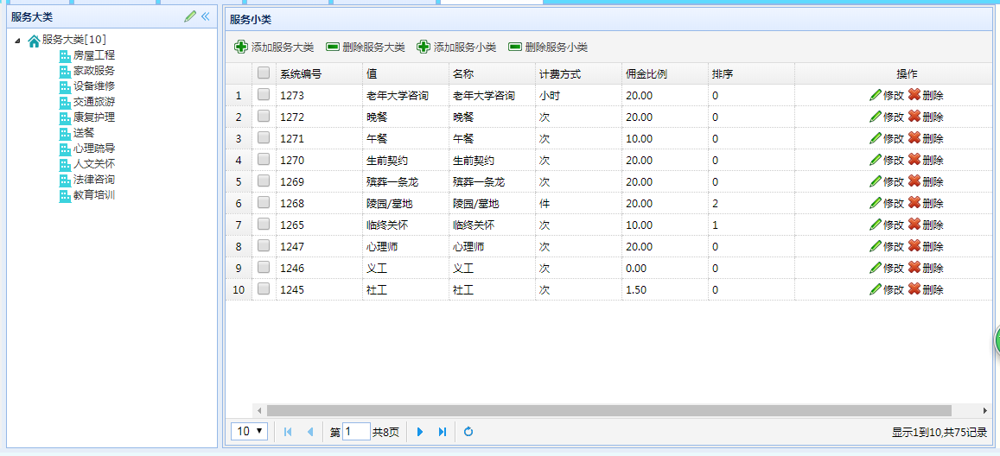 服务大类
服务大类[10]
房屋工程
家政服务
设备维修
交通旅游
康复护理
送餐
心理疏导
人文关怀
法律咨询
教育培训
服务小类
添加服务大类 删除服务大类 添加服务小类 删除服务小类
系统编号 值 名称 计费方式 佣金比例 排序 操作
1 1273 老年大学咨询 老年大学咨询 小时 20.00 0 修改 删除
2 1272 晚餐 晚餐 次 20.00 0 修改 删除
3 1271 午餐 午餐 次 10.00 0 修改 删除
4 1270 生前契约 生前契约 次 20.00 0 修改 删除
5 1269 殡葬一条龙 殡葬一条龙 次 20.00 0 修改 删除
6 1268 陵园/墓地 陵园/墓地 件 20.00 2 修改 删除
7 1265 临终关怀 临终关怀 次 10.00 1 修改 删除
8 1247 心理师 心理师 次 20.00 0 修改 删除
9 1246 义工 义工 次 0.00 0 修改 删除
10 1245 社工 社工 次 1.50 0 修改 删除
10 第 1 共8页 显示1到10,共75记录